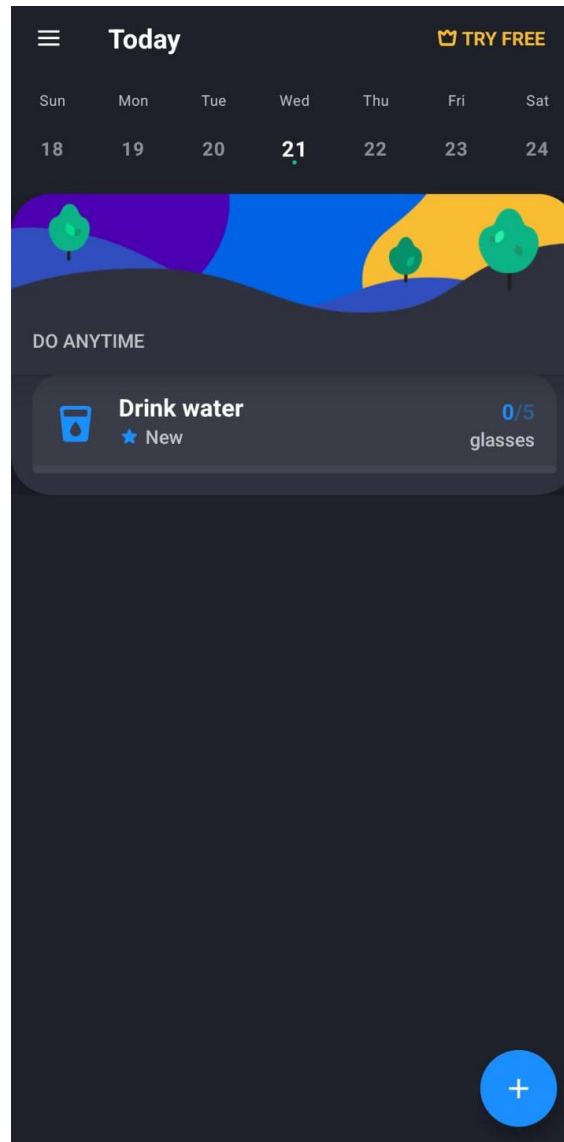 Today
TRY FREE
Sun Mon Tue Wed Thu Fri Sat
18 19 20 21 22 23 24
DO ANYTIME
Drink water 0/5
New glasses